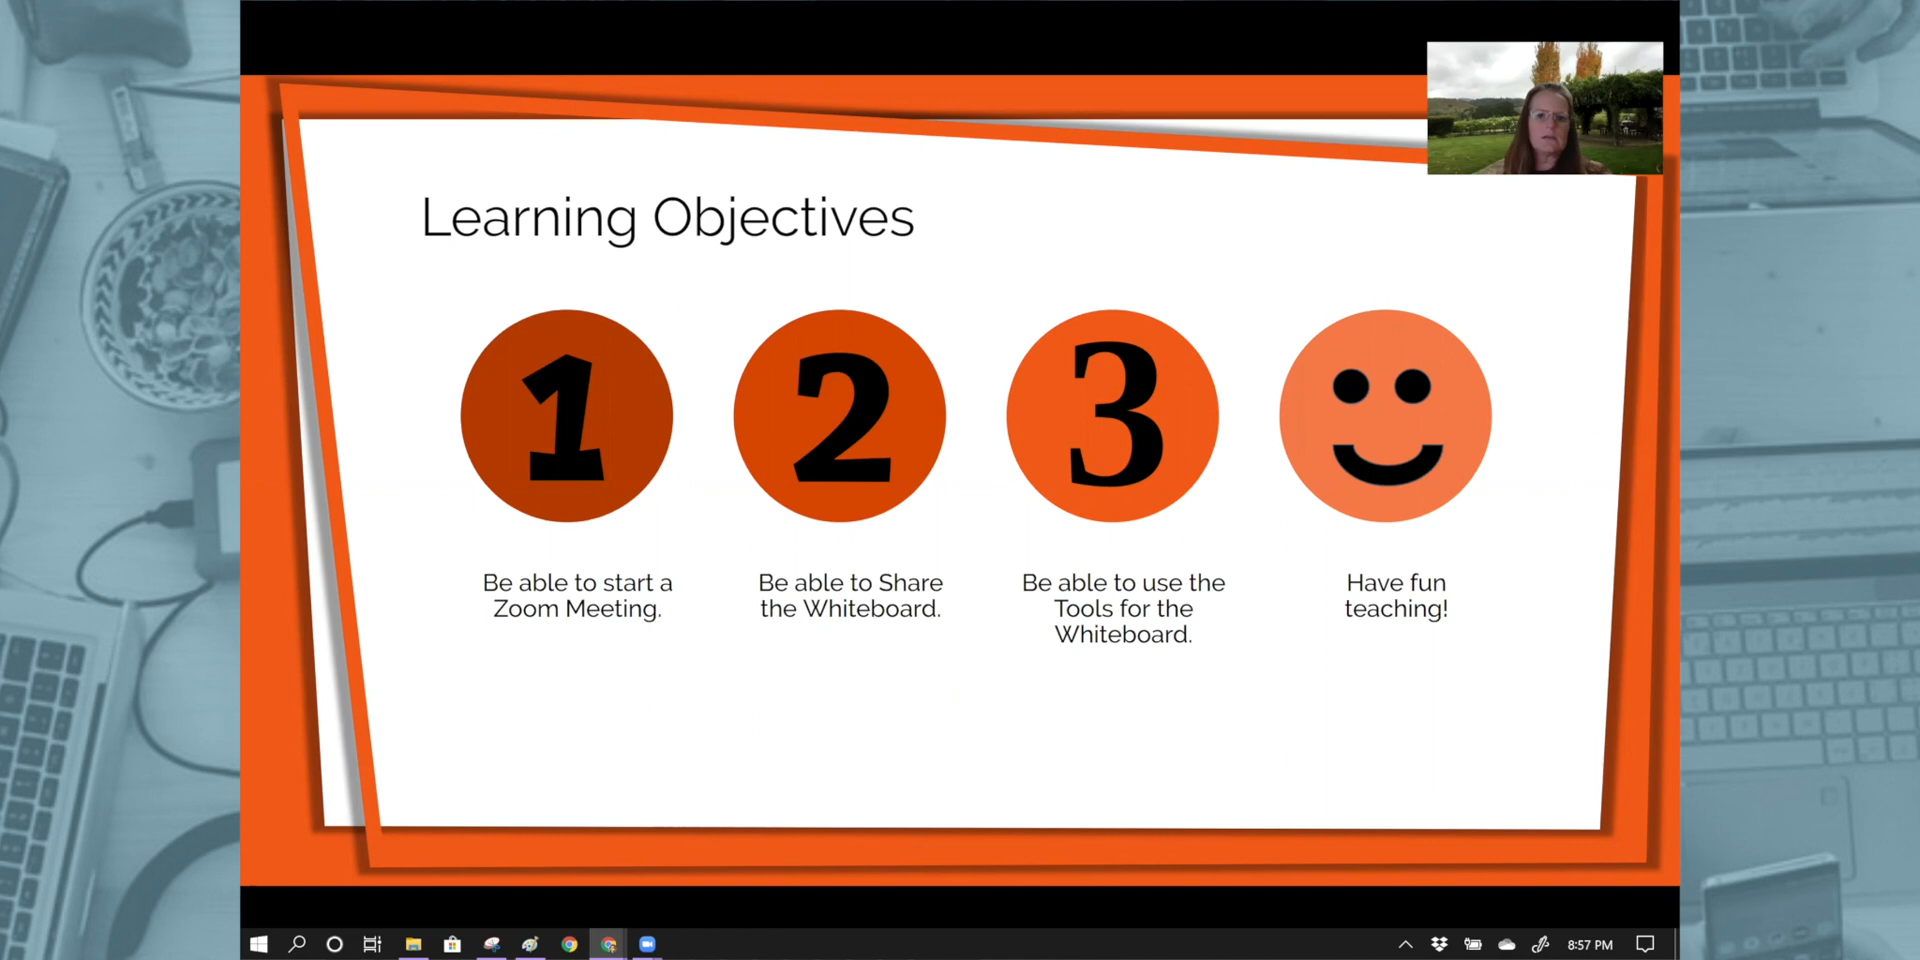 Learning Objectives
1
2
3
Be able to start a
Zoom Meeting.
Be able to Share
the Whiteboard.
Be able to use the
Tools for the
Whiteboard.
Have fun
teaching!
8:57 PM